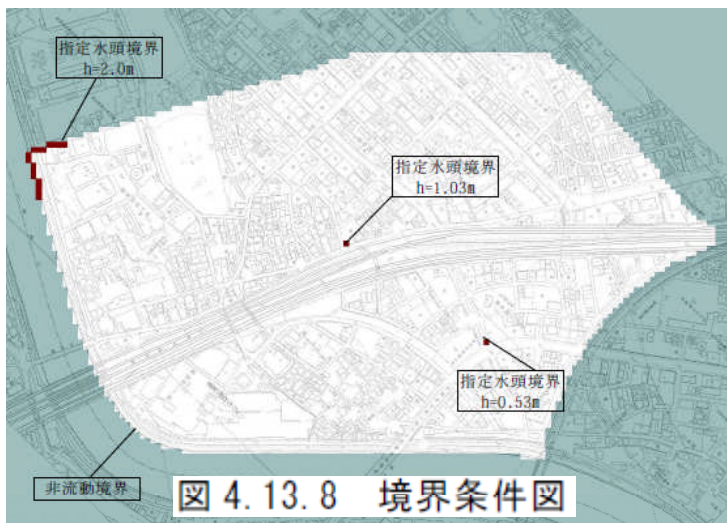 指定水頭境界
h=2.0m
指定水頭境界
h=1.03m
指定水頭境界
h=0.53m
非流動境界
図 4.13.8 境界条件図